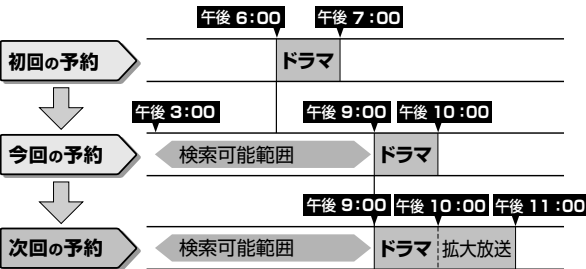 午後 6:00 午後 7:00
初回の予約 ドラマ
午後 3:00 午後 9:00 午後 10:00
今回の予約 検索可能範囲 ドラマ
午後 9:00 午後 10:00 午後 11:00
次回の予約 検索可能範囲 ドラマ 拡大放送